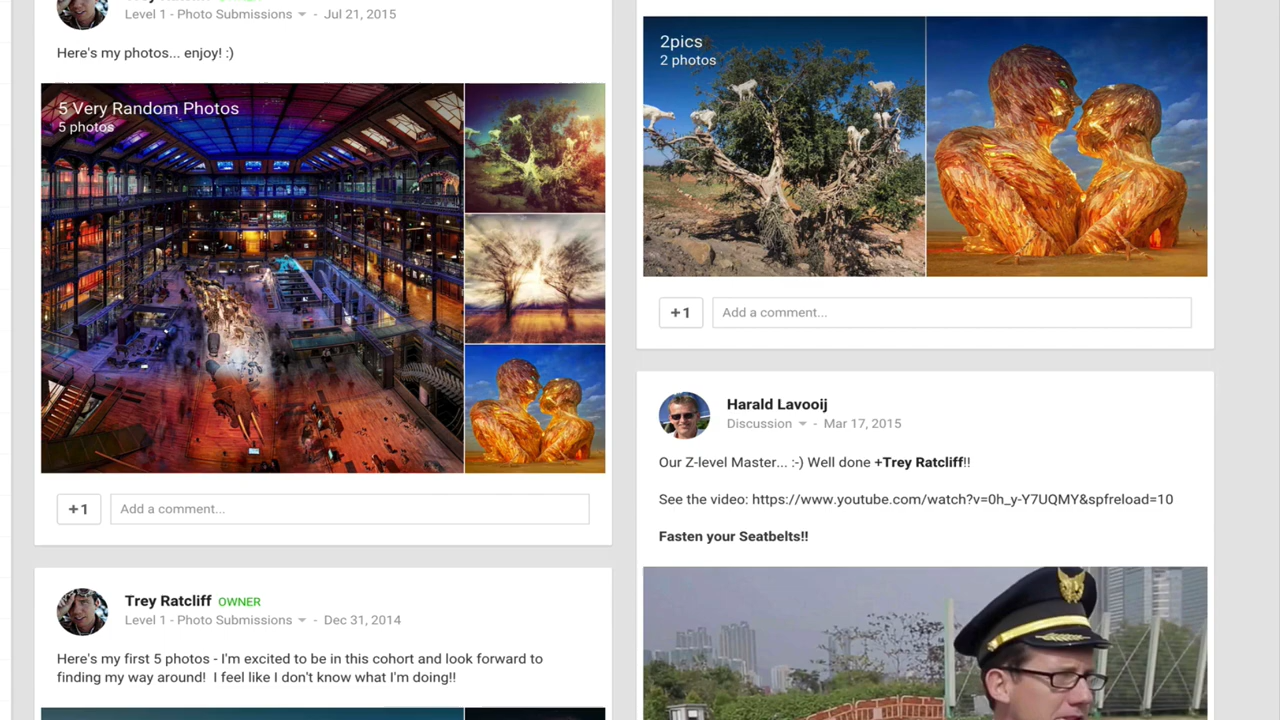 Trey Ratcliff OWNER
Level 1 - Photo Submissions - Jul 21, 2015
Here's my photos... enjoy! :)
5 Very Random Photos
5 photos
+1
Add a comment...
Trey Ratcliff OWNER
Level 1 - Photo Submissions - Dec 31, 2014
Here's my first 5 photos - I'm excited to be in this cohort and look forward to
finding my way around! I feel like I don't know what I'm doing!!
2pics
2 photos
+1
Add a comment...
Harald Lavooij
Discussion - Mar 17, 2015
Our Z-level Master... :-) Well done +Trey Ratcliff!!
See the video: https://www.youtube.com/watch?v=0h_y-Y7UQMY&spfreload=10
Fasten your Seatbelts!!